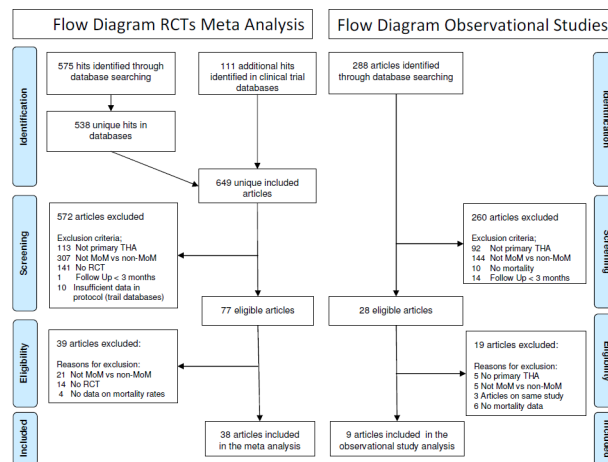 Flow Diagram RCTs Meta Analysis
Identification
575 hits identified through
database searching
111 additional hits
identified in clinical trial
databases
538 unique hits in
databases
649 unique included
articles
Screening
572 articles excluded
Exclusion criteria;
113 Not primary THA
307 Not MoM vs non-MoM
141 No RCT
1 Follow Up < 3 months
10 Insufficient data in
protocol (trail databases)
77 eligible articles
Eligibility
39 articles excluded:
Reasons for exclusion:
21 Not MoM vs non-MoM
14 No RCT
4 No data on mortality rates
Included
38 articles included
in the meta analysis
Flow Diagram Observational Studies
Identification
288 articles identified
through database searching
Screening
260 articles excluded
Exclusion criteria;
92 Not primary THA
144 Not MoM vs non-MoM
10 No mortality
14 Follow Up < 3 months
28 eligible articles
Eligibility
19 articles excluded:
Reasons for exclusion:
5 No primary THA
5 Not MoM vs non-MoM
3 Articles on same study
6 No mortality data
Included
9 articles included in the
observational study analysis